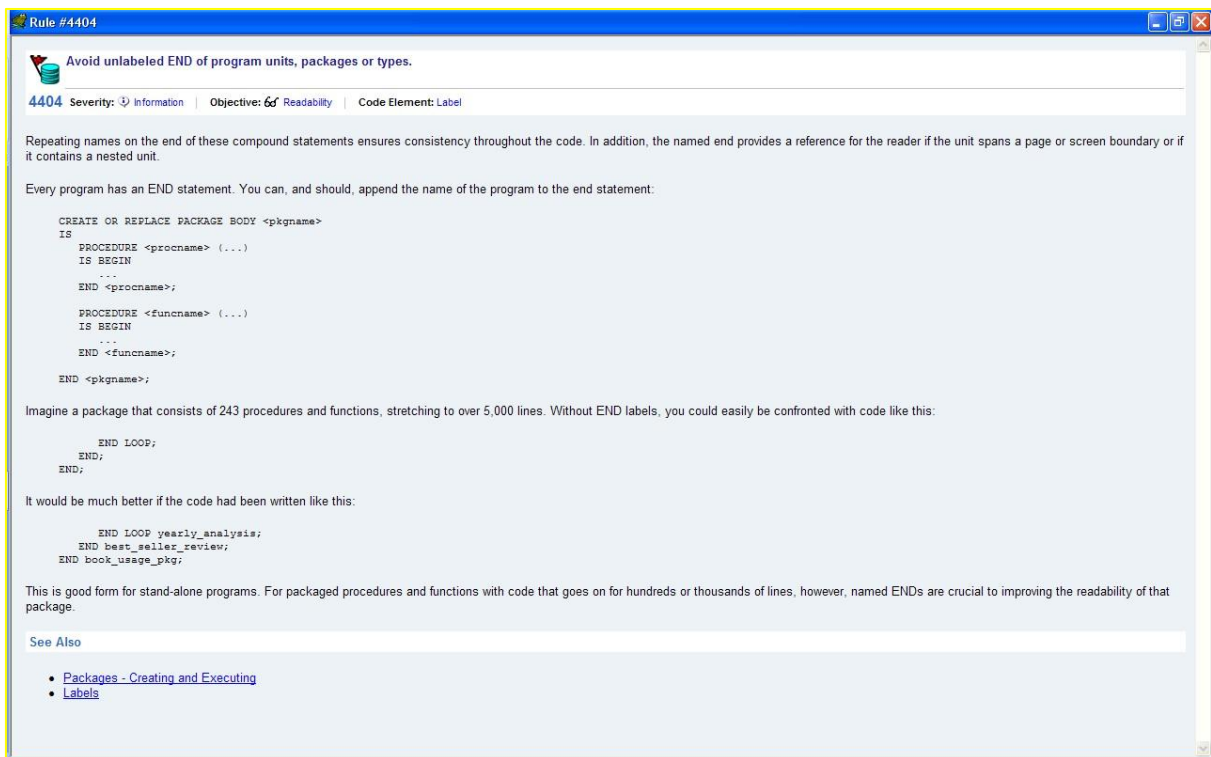 Rule #4404
Avoid unlabeled END of program units, packages or types.
4404 Severity: Information | Objective: Readability | Code Element: Label
Repeating names on the end of these compound statements ensures consistency throughout the code. In addition, the named end provides a reference for the reader if the unit spans a page or screen boundary or if
it contains a nested unit.
Every program has an END statement. You can, and should, append the name of the program to the end statement:
CREATE OR REPLACE PACKAGE BODY <pkgname>
IS
PROCEDURE <procname> (...)
IS BEGIN
...
END <procname>;
PROCEDURE <funcname> (...)
IS BEGIN
...
END <funcname>;
END <pkgname>;
Imagine a package that consists of 243 procedures and functions, stretching to over 5,000 lines. Without END labels, you could easily be confronted with code like this:
END LOOP;
END;
END;
It would be much better if the code had been written like this:
END LOOP yearly_analysis;
END best_seller_review;
END book_usage_pkg;
This is good form for stand-alone programs. For packaged procedures and functions with code that goes on for hundreds or thousands of lines, however, named ENDs are crucial to improving the readability of that
package.
See Also
• Packages - Creating and Executing
• Labels